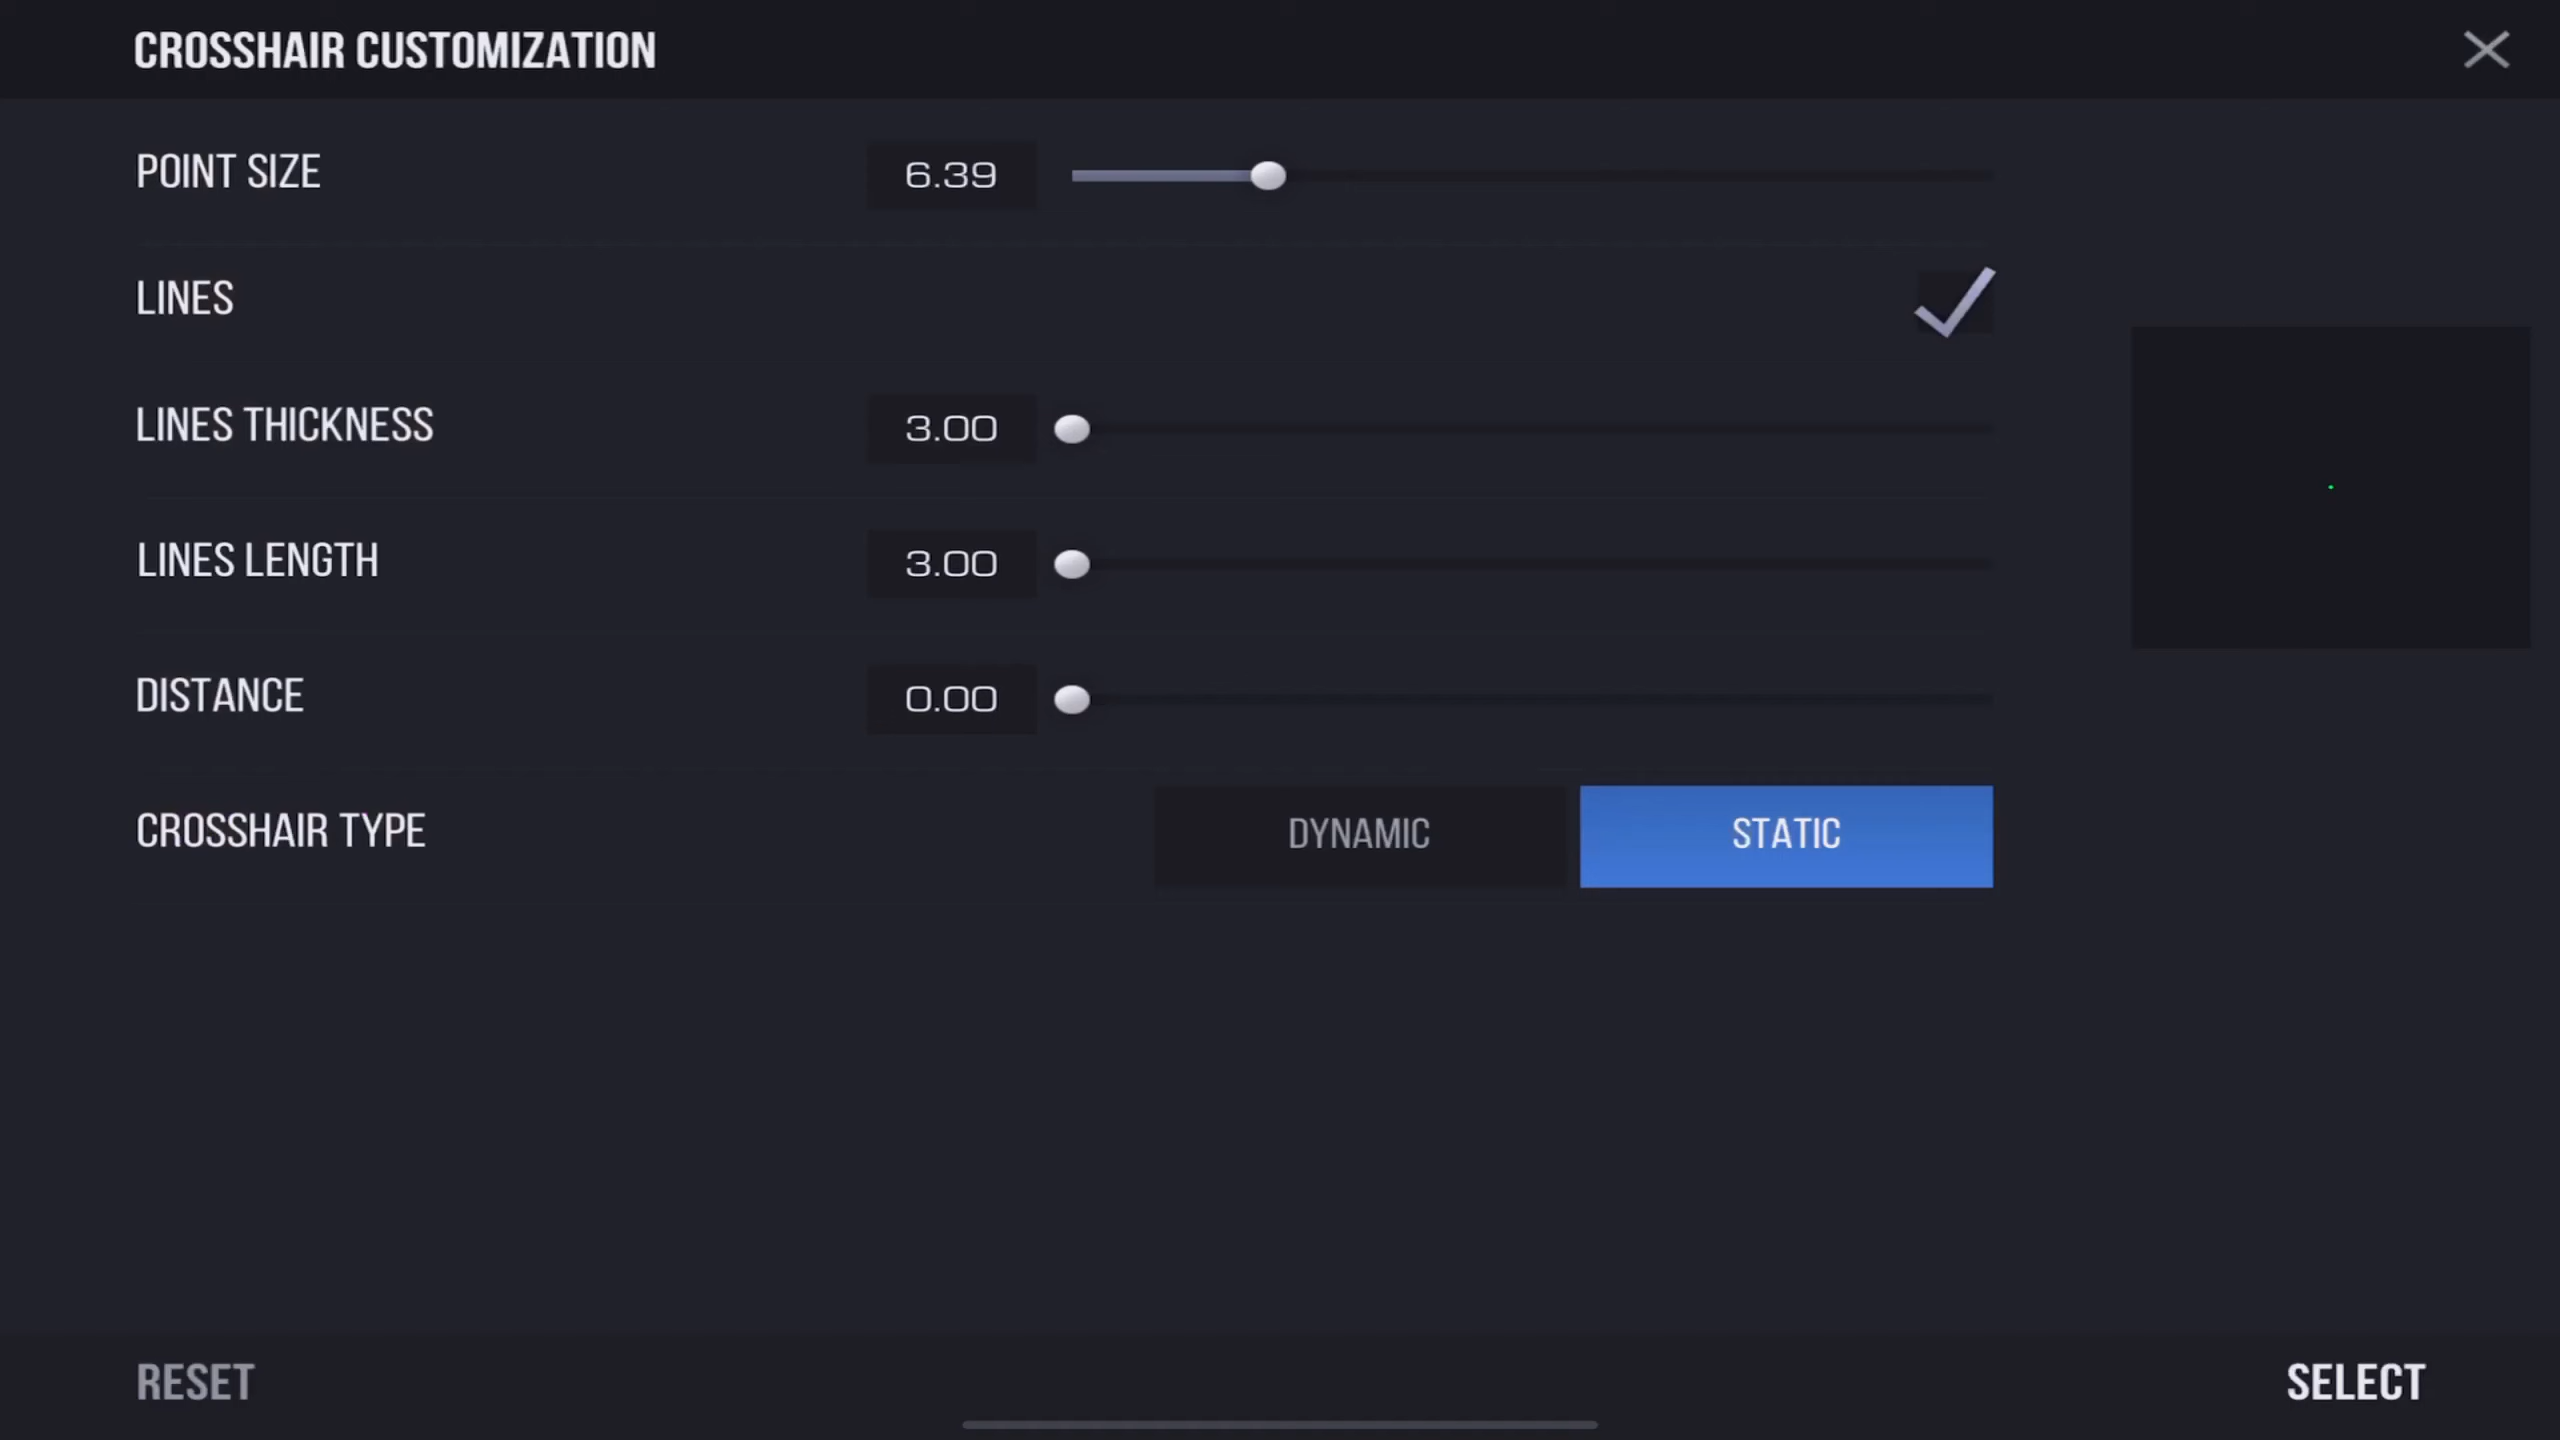 CROSSHAIR CUSTOMIZATION
POINT SIZE 6.39
LINES
LINES THICKNESS 3.00
LINES LENGTH 3.00
DISTANCE 0.00
CROSSHAIR TYPE DYNAMIC STATIC
RESET SELECT